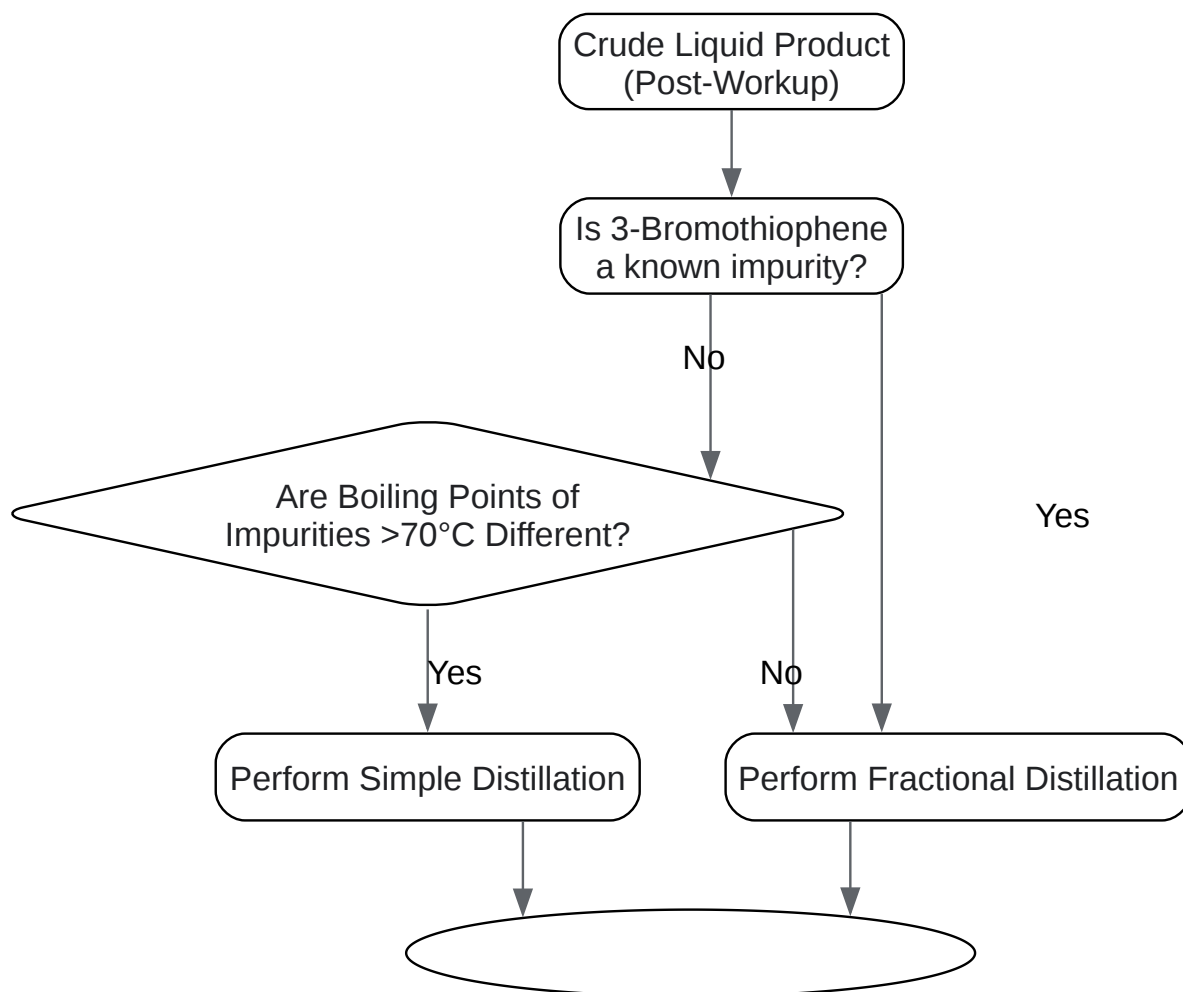 Crude Liquid Product
(Post-Workup)
Is 3-Bromothiophene
a known impurity?
No
Are Boiling Points of
Impurities >70°C Different?
Yes
Yes
No
Perform Simple Distillation
Perform Fractional Distillation